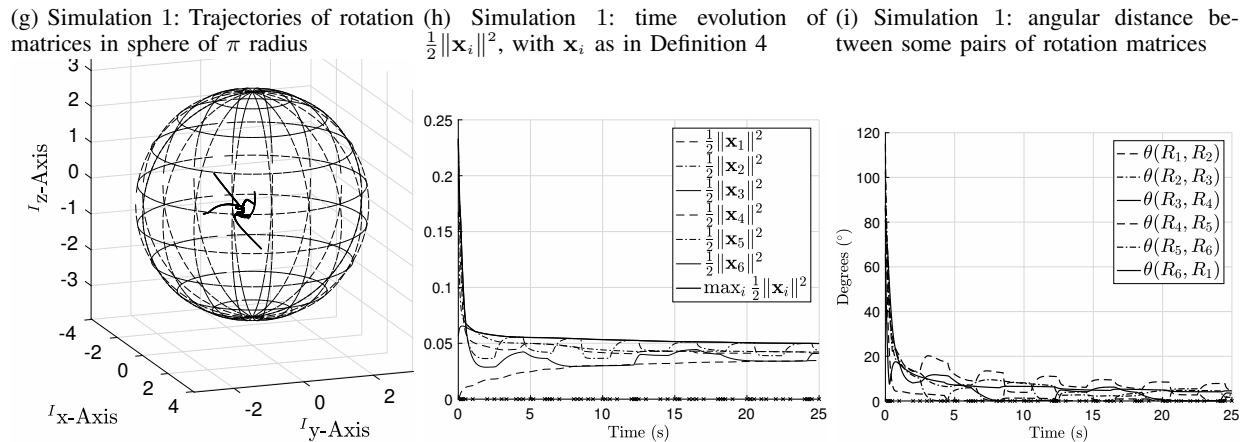 (g) Simulation 1: Trajectories of rotation
matrices in sphere of π radius
(h) Simulation 1: time evolution of
½‖x_i‖², with x_i as in Definition 4
(i) Simulation 1: angular distance be-
tween some pairs of rotation matrices
3
2
1
0
-1
-2
-3
ᴵz-Axis
-4
-2
0
2
4
ᴵx-Axis
-2
0
2
ᴵy-Axis
0.25
0.2
0.15
0.1
0.05
0
0
5
10
15
20
25
Time (s)
½‖x₁‖²
½‖x₂‖²
½‖x₃‖²
½‖x₄‖²
½‖x₅‖²
½‖x₆‖²
max_i ½‖x_i‖²
120
100
80
60
40
20
0
Degrees (°)
0
5
10
15
20
25
Time (s)
θ(R₁, R₂)
θ(R₂, R₃)
θ(R₃, R₄)
θ(R₄, R₅)
θ(R₅, R₆)
θ(R₆, R₁)